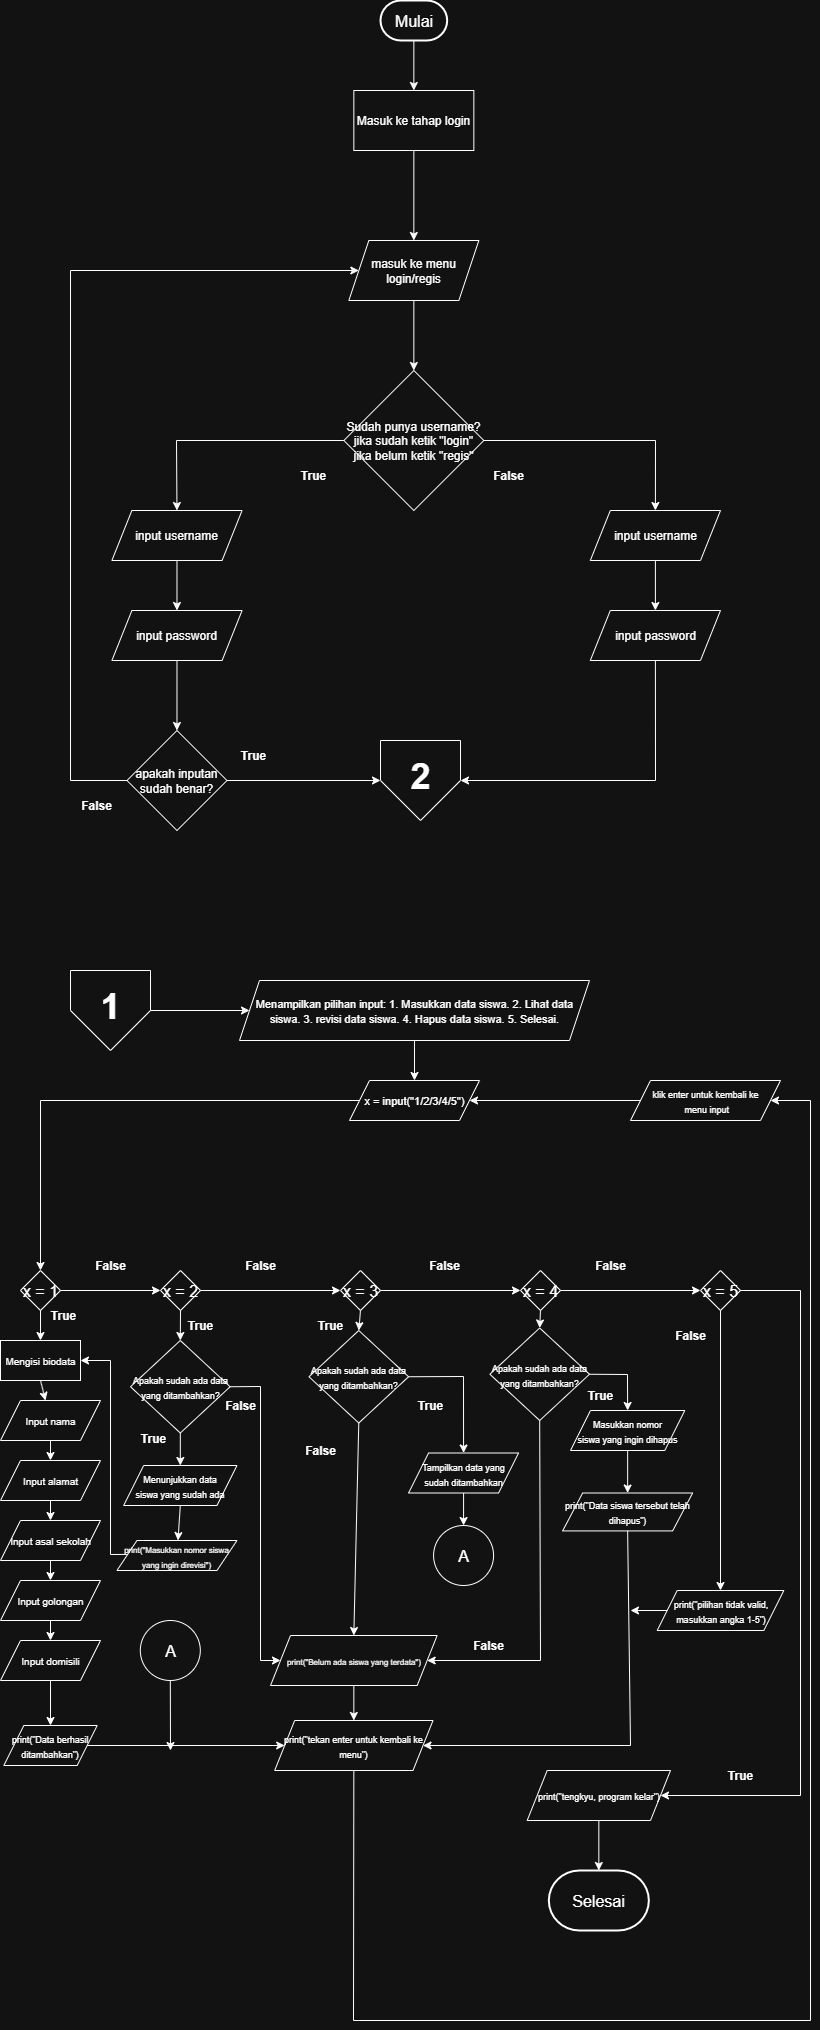 Mulai
Masuk ke tahap login
masuk ke menu
login/regis
Sudah punya username?
jika sudah ketik "login"
jika belum ketik "regis"
True
False
input username
input username
input password
input password
apakah inputan
sudah benar?
True
False
2
1
Menampilkan pilihan input: 1. Masukkan data siswa. 2. Lihat data
siswa. 3. revisi data siswa. 4. Hapus data siswa. 5. Selesai.
x = input("1/2/3/4/5")
klik enter untuk kembali ke
menu input
False
False
False
False
x = 1
x = 2
x = 3
x = 4
x = 5
True
True
True
False
Mengisi biodata
Apakah sudah ada data
yang ditambahkan?
Apakah sudah ada data
yang ditambahkan?
Apakah sudah ada data
yang ditambahkan?
True
False
True
True
False
Input nama
Masukkan nomor
siswa yang ingin dihapus
Input alamat
Menunjukkan data
siswa yang sudah ada
Tampilkan data yang
sudah ditambahkan
print("Data siswa tersebut telah
dihapus")
Input asal sekolah
print("Masukkan nomor siswa
yang ingin direvisi")
A
Input golongan
print("pilihan tidak valid,
masukkan angka 1-5")
Input domisili
A
print("Belum ada siswa yang terdata")
False
print("Data berhasil
ditambahkan")
print("tekan enter untuk kembali ke
menu")
True
print("tengkyu, program kelar")
Selesai